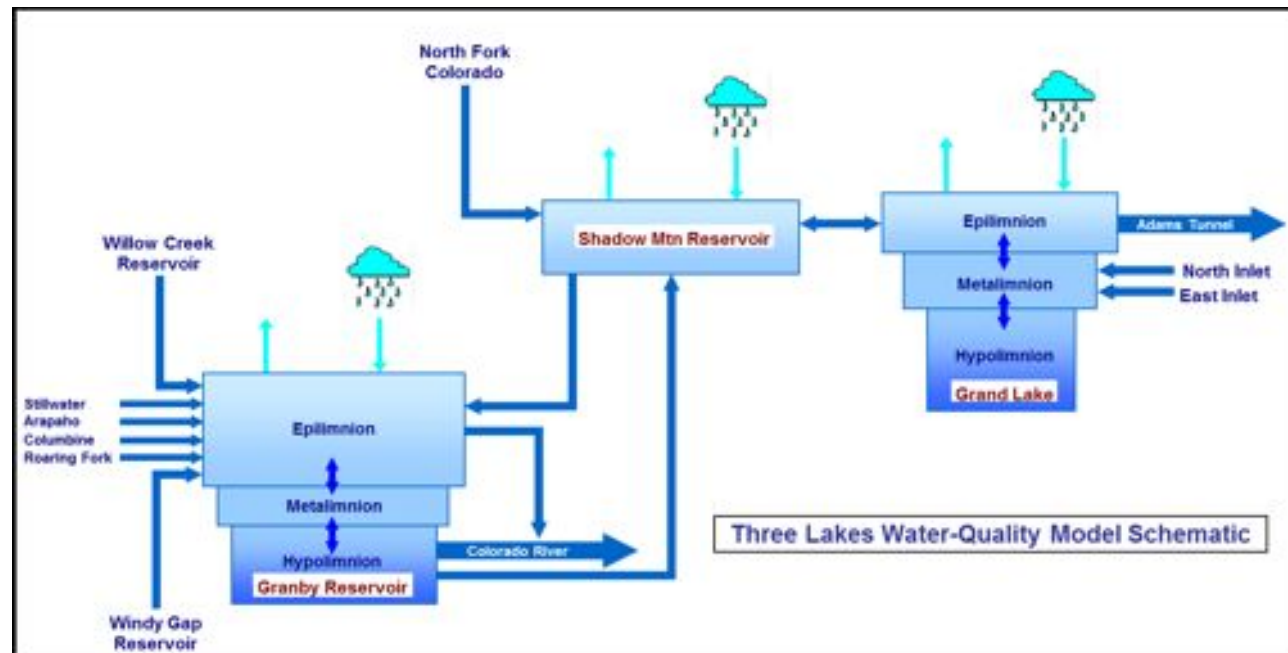 North Fork
Colorado
Shadow Mtn Reservoir
Epilimnion
Adams Tunnel
Metalimnion
North Inlet
East Inlet
Hypolimnion
Grand Lake
Willow Creek
Reservoir
Stillwater
Arapaho
Columbine
Roaring Fork
Epilimnion
Metalimnion
Hypolimnion
Colorado River
Granby Reservoir
Windy Gap
Reservoir
Three Lakes Water-Quality Model Schematic